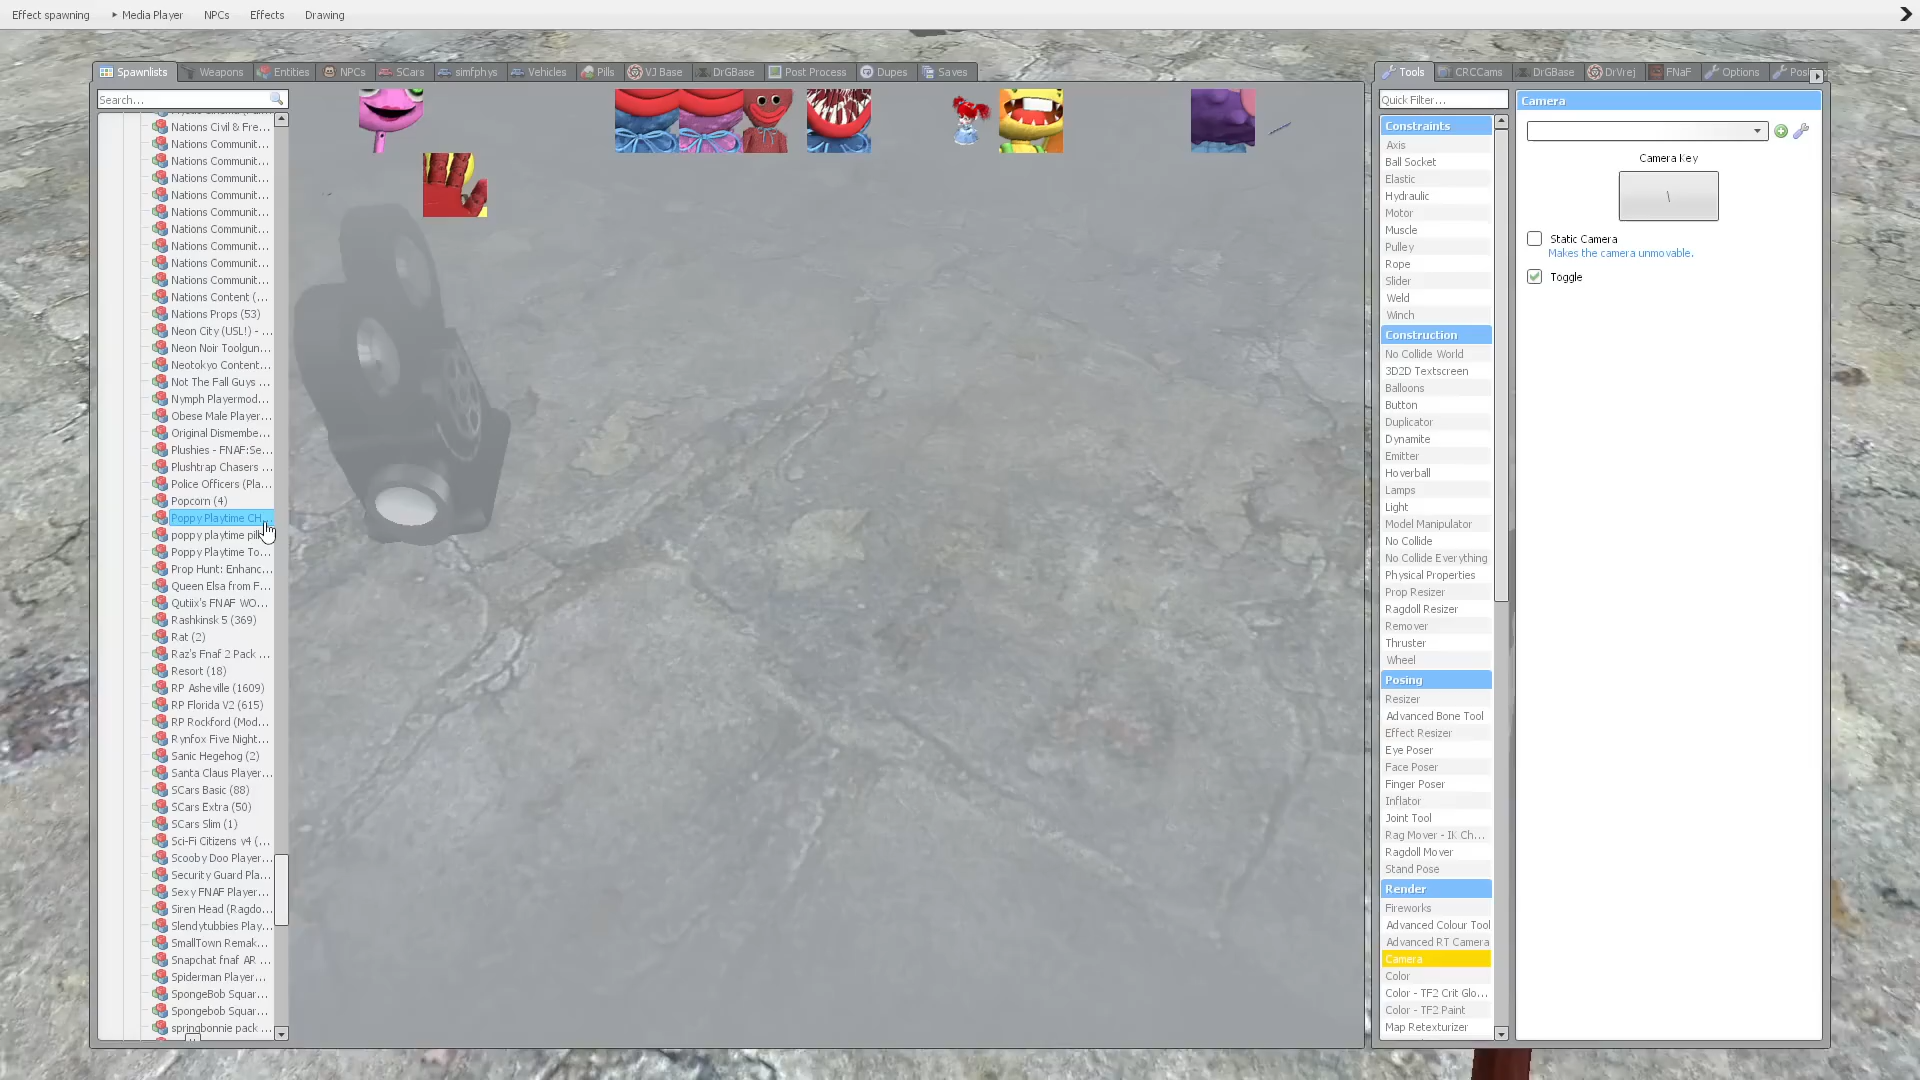 Effect spawning
Media Player
NPCs
Effects
Drawing
Spawnlists
Weapons
Entities
NPCs
SCars
simfphys
Vehicles
Pills
VJ Base
DrGBase
Post Process
Dupes
Saves
Search...
Nations Civil & Fre...
Nations Communit...
Nations Communit...
Nations Communit...
Nations Communit...
Nations Communit...
Nations Communit...
Nations Communit...
Nations Communit...
Nations Communit...
Nations Content (...
Nations Props (53)
Neon City (USL!) - ...
Neon Noir Toolgun...
Neotokyo Content...
Not The Fall Guys ...
Nymph Playermod...
Obese Male Player...
Original Dismembe...
Plushies - FNAF:Se...
Plushtrap Chasers ...
Police Officers (Pla...
Popcorn (4)
Poppy Playtime CH...
poppy playtime pil
Poppy Playtime To...
Prop Hunt: Enhanc...
Queen Elsa from F...
Qutiix's FNAF WO...
Rashkinsk 5 (369)
Rat (2)
Raz's Fnaf 2 Pack ...
Resort (18)
RP Asheville (1609)
RP Florida V2 (615)
RP Rockford (Mod...
Rynfox Five Night...
Sanic Hegehog (2)
Santa Claus Player...
SCars Basic (88)
SCars Extra (50)
SCars Slim (1)
Sci-Fi Citizens v4 (...
Scooby Doo Player...
Security Guard Pla...
Sexy FNAF Player...
Siren Head (Ragdo...
Slendytubbies Play...
SmallTown Remak...
Snapchat fnaf AR ...
Spiderman Player...
SpongeBob Squar...
Spongebob Squar...
springbonnie pack ...
Tools
CRCCams
DrGBase
DrVrej
FNaF
Options
Quick Filter...
Constraints
Axis
Ball Socket
Elastic
Hydraulic
Motor
Muscle
Pulley
Rope
Slider
Weld
Winch
Construction
No Collide World
3D2D Textscreen
Balloons
Button
Duplicator
Dynamite
Emitter
Hoverball
Lamps
Light
Model Manipulator
No Collide
No Collide Everything
Physical Properties
Prop Resizer
Ragdoll Resizer
Remover
Thruster
Wheel
Posing
Resizer
Advanced Bone Tool
Effect Resizer
Eye Poser
Face Poser
Finger Poser
Inflator
Joint Tool
Rag Mover - IK Ch...
Ragdoll Mover
Stand Pose
Render
Fireworks
Advanced Colour Tool
Advanced RT Camera
Camera
Color
Color - TF2 Crit Glo...
Color - TF2 Paint
Map Retexturizer
Camera
Camera Key
\
Static Camera
Makes the camera unmovable.
Toggle